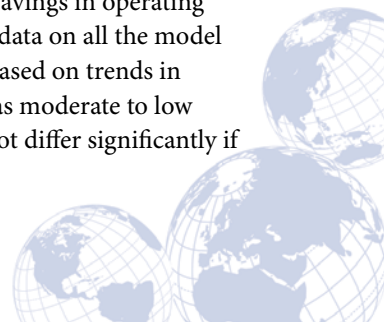 avings in operating
data on all the model
ased on trends in
as moderate to low
ot differ significantly if